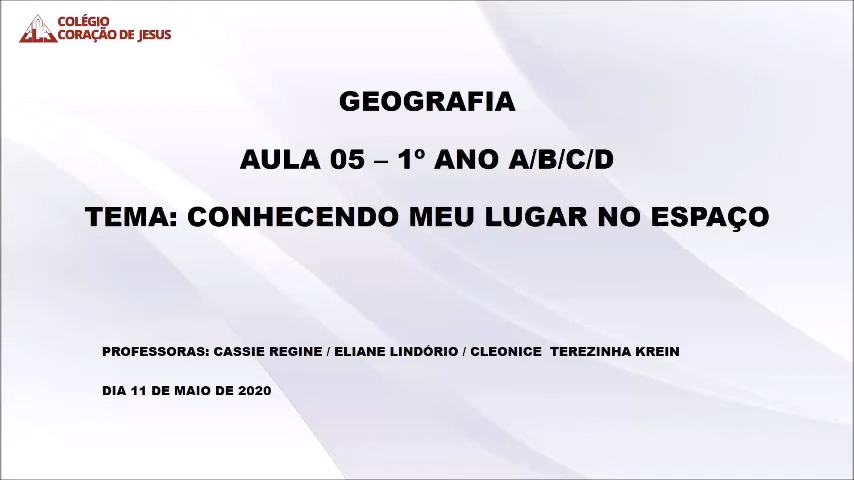 COLÉGIO
CORAÇÃO DE JESUS
GEOGRAFIA
AULA 05 – 1º ANO A/B/C/D
TEMA: CONHECENDO MEU LUGAR NO ESPAÇO
PROFESSORAS: CASSIE REGINE / ELIANE LINDÓRIO / CLEONICE TEREZINHA KREIN
DIA 11 DE MAIO DE 2020